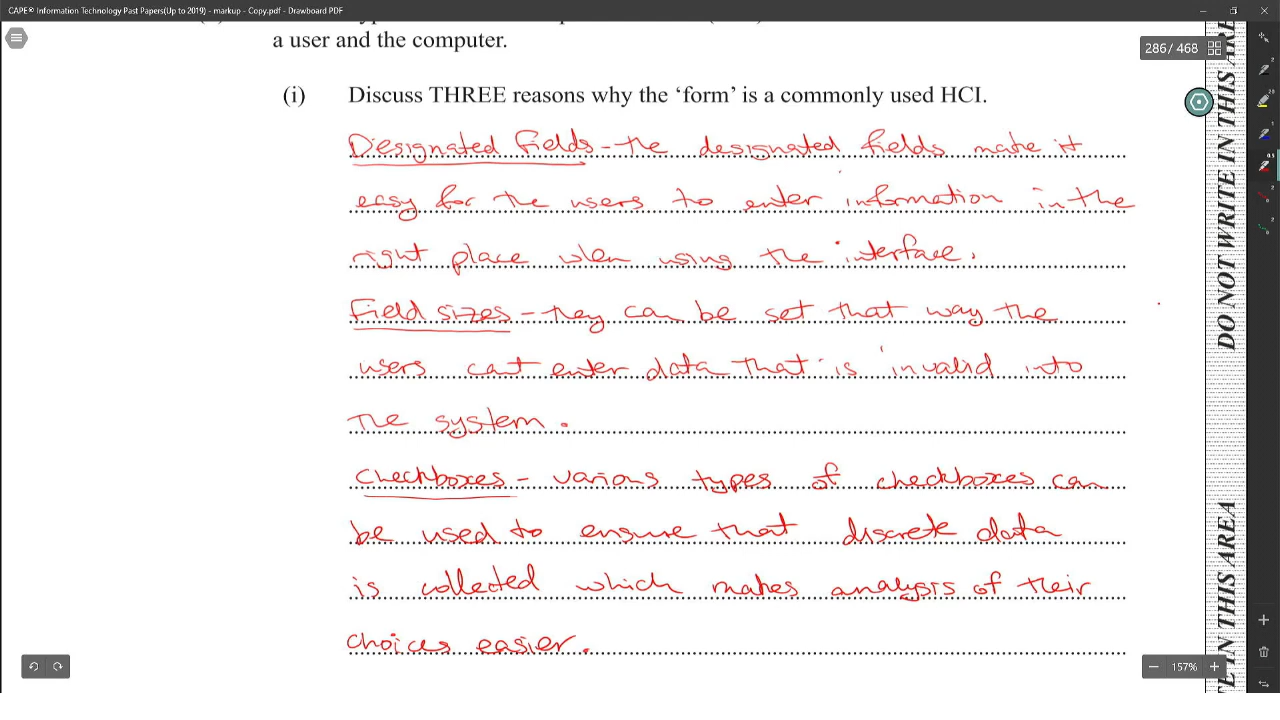 CAPE® Information Technology Past Papers(Up to 2019) - markup - Copy.pdf - Drawboard PDF
a user and the computer.
286 / 468
(i) Discuss THREE reasons why the ‘form’ is a commonly used HCI.
Designated fields - the designated fields make it
easy for the users to enter information in the
right place when using the interface.
Field sizes - they can be set that way the
users cant enter data that is invalid into
the system.
Checkboxes - various types of checkboxes can
be used to ensure that discrete data
is collected which makes analysis of their
choices easier.
157%
DO NOT WRITE IN THIS
IN THIS AREA